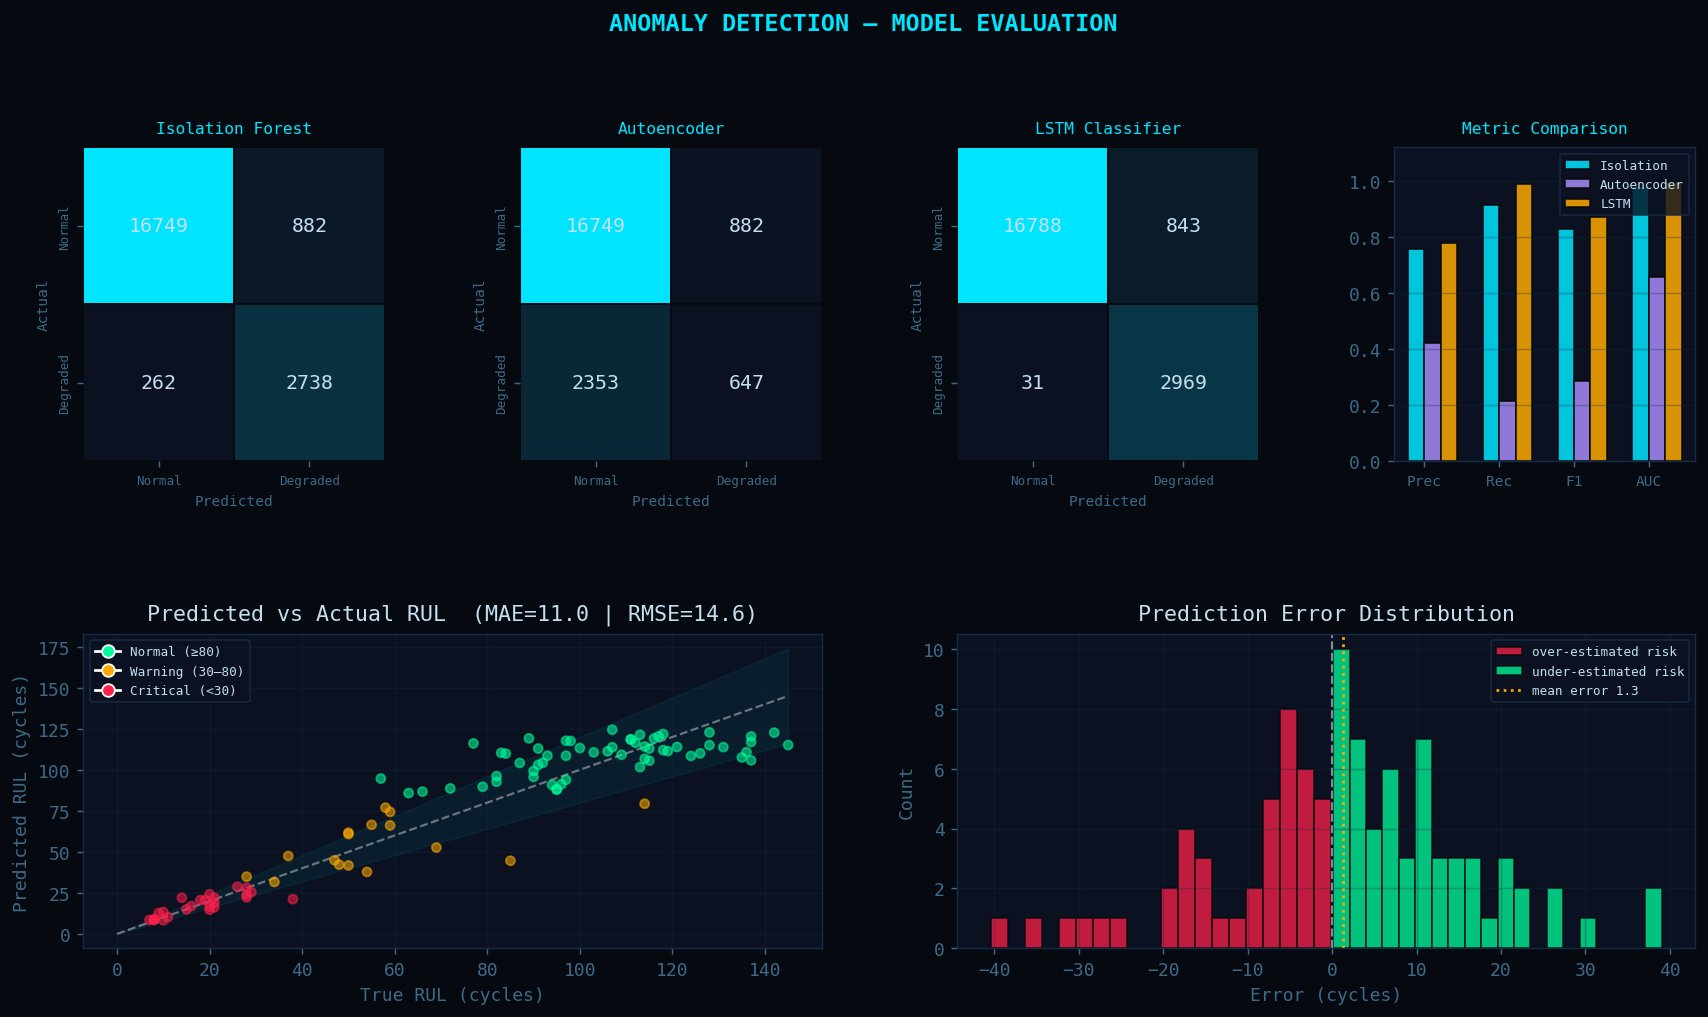 ANOMALY DETECTION — MODEL EVALUATION
Isolation Forest
Normal
Degraded
Actual
16749
882
262
2738
Normal
Degraded
Predicted
Autoencoder
Normal
Degraded
Actual
16749
882
2353
647
Normal
Degraded
Predicted
LSTM Classifier
Normal
Degraded
Actual
16788
843
31
2969
Normal
Degraded
Predicted
Metric Comparison
Isolation
Autoencoder
LSTM
1.0
0.8
0.6
0.4
0.2
0.0
Prec
Rec
F1
AUC
Predicted vs Actual RUL (MAE=11.0 | RMSE=14.6)
Normal (≥80)
Warning (30–80)
Critical (<30)
Predicted RUL (cycles)
175
150
125
100
75
50
25
0
0
20
40
60
80
100
120
140
True RUL (cycles)
Prediction Error Distribution
over-estimated risk
under-estimated risk
mean error 1.3
Count
10
8
6
4
2
0
−40
−30
−20
−10
0
10
20
30
40
Error (cycles)